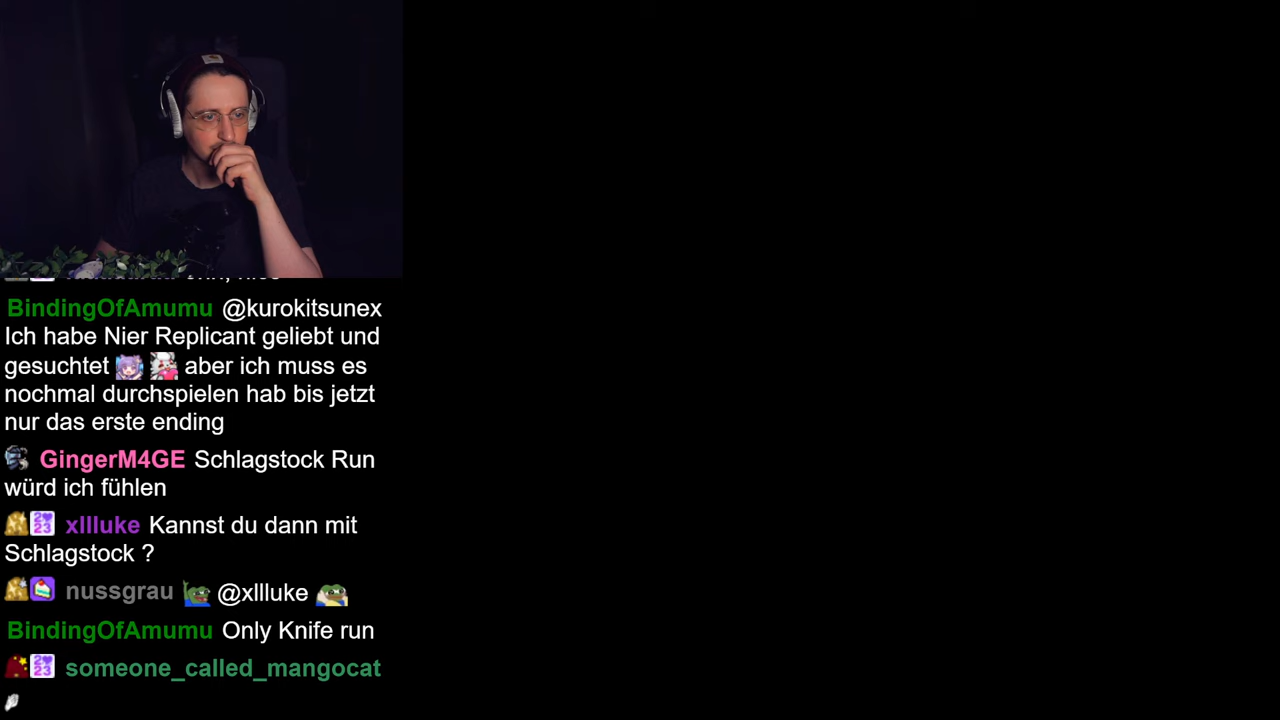 BindingOfAmumu @kurokitsunex
Ich habe Nier Replicant geliebt und
gesuchtet aber ich muss es
nochmal durchspielen hab bis jetzt
nur das erste ending
GingerM4GE Schlagstock Run
würd ich fühlen
xllluke Kannst du dann mit
Schlagstock ?
nussgrau @xllluke
BindingOfAmumu Only Knife run
someone_called_mangocat